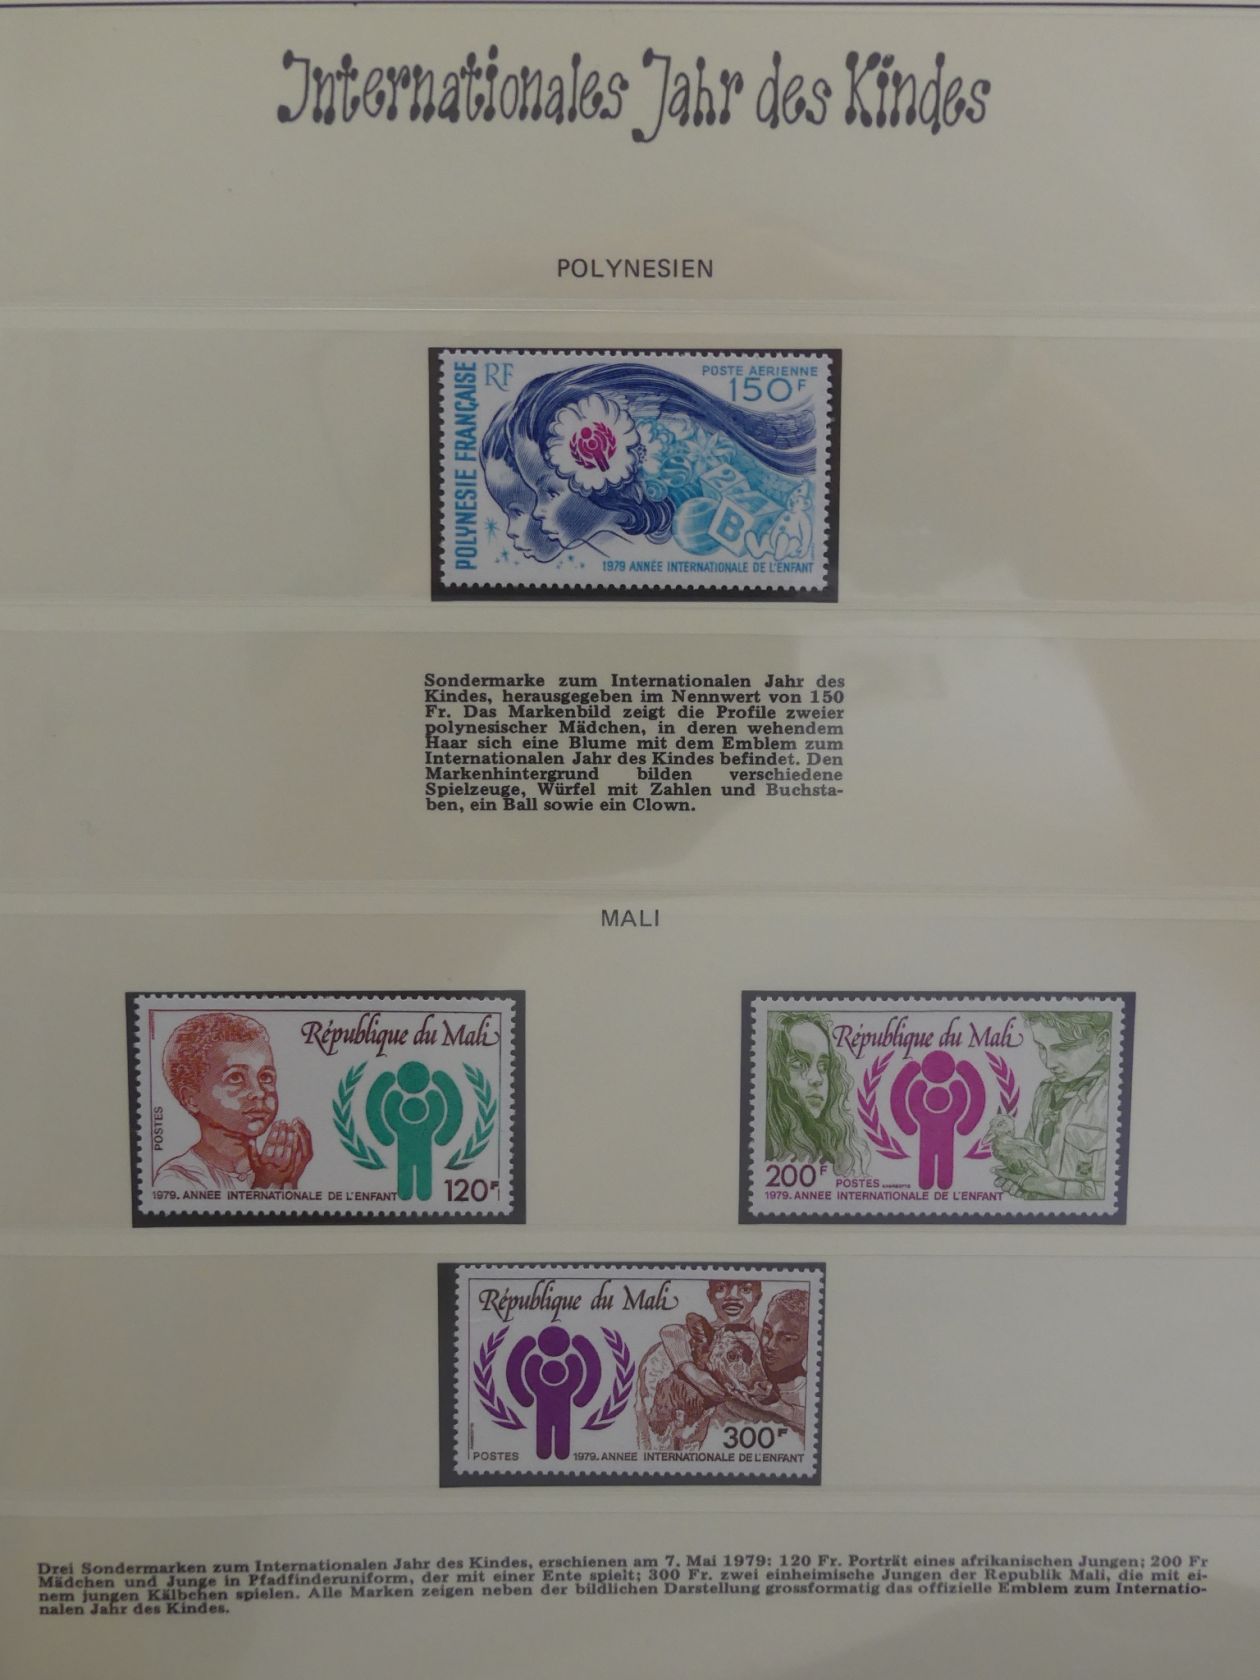 Internationales Jahr des Kindes
POLYNESIEN
POLYNESIE FRANÇAISE
RF
POSTE AERIENNE
150F
2
B
1979 ANNÉE INTERNATIONALE DE L'ENFANT
Sondermarke zum Internationalen Jahr des
Kindes, herausgegeben im Nennwert von 150
Fr. Das Markenbild zeigt die Profile zweier
polynesischer Mädchen, in deren wehendem
Haar sich eine Blume mit dem Emblem zum
Internationalen Jahr des Kindes befindet. Den
Markenhintergrund bilden verschiedene
Spielzeuge, Würfel mit Zahlen und Buchsta-
ben, ein Ball sowie ein Clown.
MALI
République du Mali
POSTES
1979. ANNEE INTERNATIONALE DE L'ENFANT
120F
République du Mali
200F
POSTES
1979. ANNEE INTERNATIONALE DE L'ENFANT
République du Mali
300F
POSTES
1979. ANNEE INTERNATIONALE DE L'ENFANT
Drei Sondermarken zum Internationalen Jahr des Kindes, erschienen am 7. Mai 1979: 120 Fr. Porträt eines afrikanischen Jungen; 200 Fr
Mädchen und Junge in Pfadfinderuniform, der mit einer Ente spielt; 300 Fr. zwei einheimische Jungen der Republik Mali, die mit ei-
nem jungen Kälbchen spielen. Alle Marken zeigen neben der bildlichen Darstellung grossformatig das offizielle Emblem zum Internatio-
nalen Jahr des Kindes.